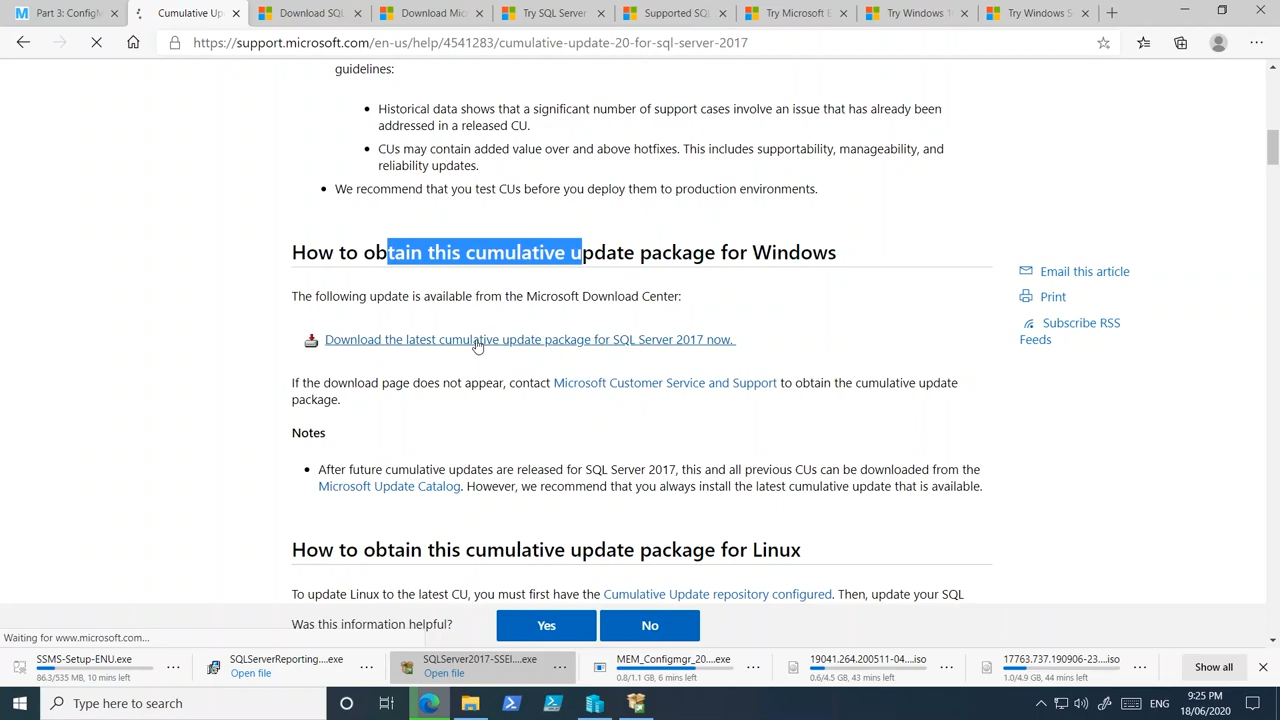 Part 3: ConfigM
Cumulative Up
Download SQL
Download Micr
Try SQL Server
Supported SQL
Try Microsoft E
Try Windows 1
Try Windows S
https://support.microsoft.com/en-us/help/4541283/cumulative-update-20-for-sql-server-2017
guidelines:
Historical data shows that a significant number of support cases involve an issue that has already been
addressed in a released CU.
CUs may contain added value over and above hotfixes. This includes supportability, manageability, and
reliability updates.
We recommend that you test CUs before you deploy them to production environments.
How to obtain this cumulative update package for Windows
The following update is available from the Microsoft Download Center:
Download the latest cumulative update package for SQL Server 2017 now.
If the download page does not appear, contact Microsoft Customer Service and Support to obtain the cumulative update
package.
Notes
After future cumulative updates are released for SQL Server 2017, this and all previous CUs can be downloaded from the
Microsoft Update Catalog. However, we recommend that you always install the latest cumulative update that is available.
How to obtain this cumulative update package for Linux
To update Linux to the latest CU, you must first have the Cumulative Update repository configured. Then, update your SQL
Email this article
Print
Subscribe RSS
Feeds
Was this information helpful?
Yes
No
Waiting for www.microsoft.com...
SSMS-Setup-ENU.exe
86.3/535 MB, 10 mins left
SQLServerReporting....exe
Open file
SQLServer2017-SSEI....exe
Open file
MEM_Configmgr_20....exe
0.8/1.1 GB, 6 mins left
19041.264.200511-04....iso
0.6/4.5 GB, 43 mins left
17763.737.190906-23....iso
1.0/4.9 GB, 44 mins left
Show all
Type here to search
ENG
9:25 PM
18/06/2020